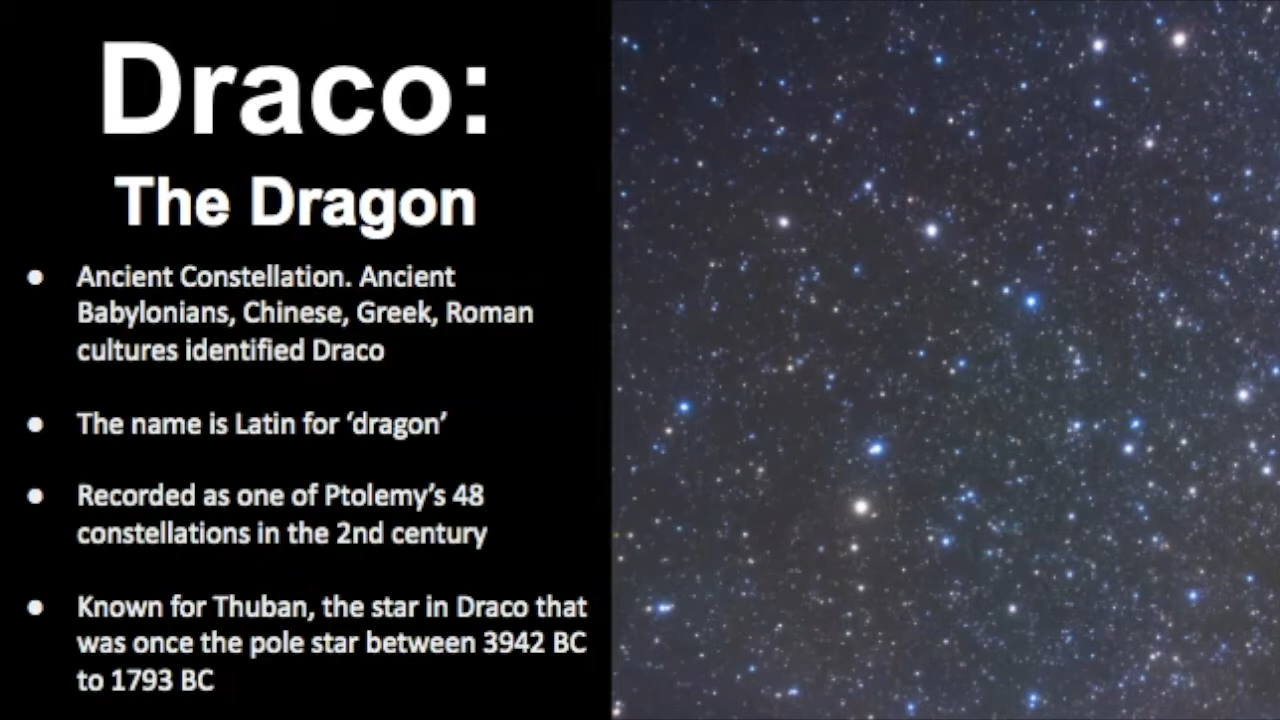 Draco:
The Dragon
● Ancient Constellation. Ancient
Babylonians, Chinese, Greek, Roman
cultures identified Draco
● The name is Latin for ‘dragon’
● Recorded as one of Ptolemy’s 48
constellations in the 2nd century
● Known for Thuban, the star in Draco that
was once the pole star between 3942 BC
to 1793 BC